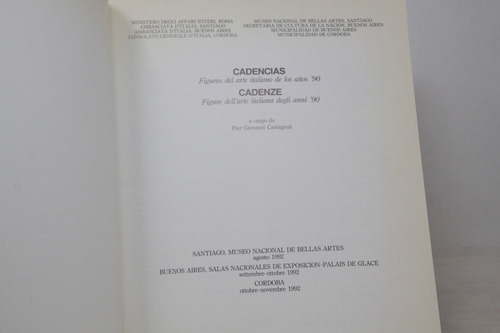 MINISTERO DEGLI AFFARI ESTERI, ROMA
AMBASCIATA D'ITALIA, SANTIAGO
AMBASCIATA D'ITALIA, BUENOS AIRES
CONSOLATO GENERALE D'ITALIA, CORDOBA
MUSEO NACIONAL DE BELLAS ARTES, SANTIAGO
SECRETARIA DE CULTURA DE LA NACION, BUENOS AIRES
MUNICIPALIDAD DE BUENOS AIRES
MUNICIPALIDAD DE CORDOBA
CADENCIAS
Figuras del arte italiano de los años '90
CADENZE
Figure dell'arte italiana degli anni '90
a cargo de
Pier Giovanni Castagnoli
SANTIAGO, MUSEO NACIONAL DE BELLAS ARTES
agosto 1992
BUENOS AIRES, SALAS NACIONALES DE EXPOSICIÓN-PALAIS DE GLACE
settembre-ottobre 1992
CORDOBA
ottobre-novembre 1992